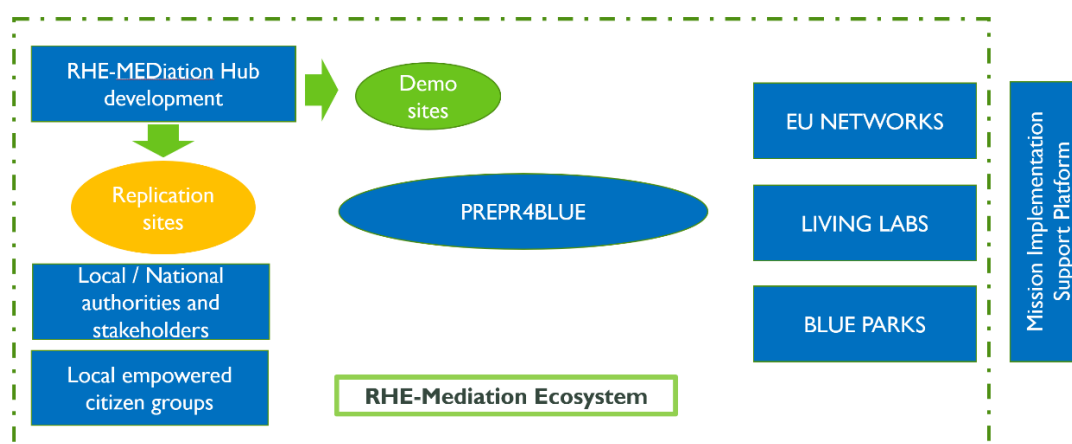 RHE-MEDiation Hub
development
Demo
sites
Replication
sites
Local / National
authorities and
stakeholders
Local empowered
citizen groups
PREPR4BLUE
RHE-Mediation Ecosystem
EU NETWORKS
LIVING LABS
BLUE PARKS
Mission Implementation
Support Platform